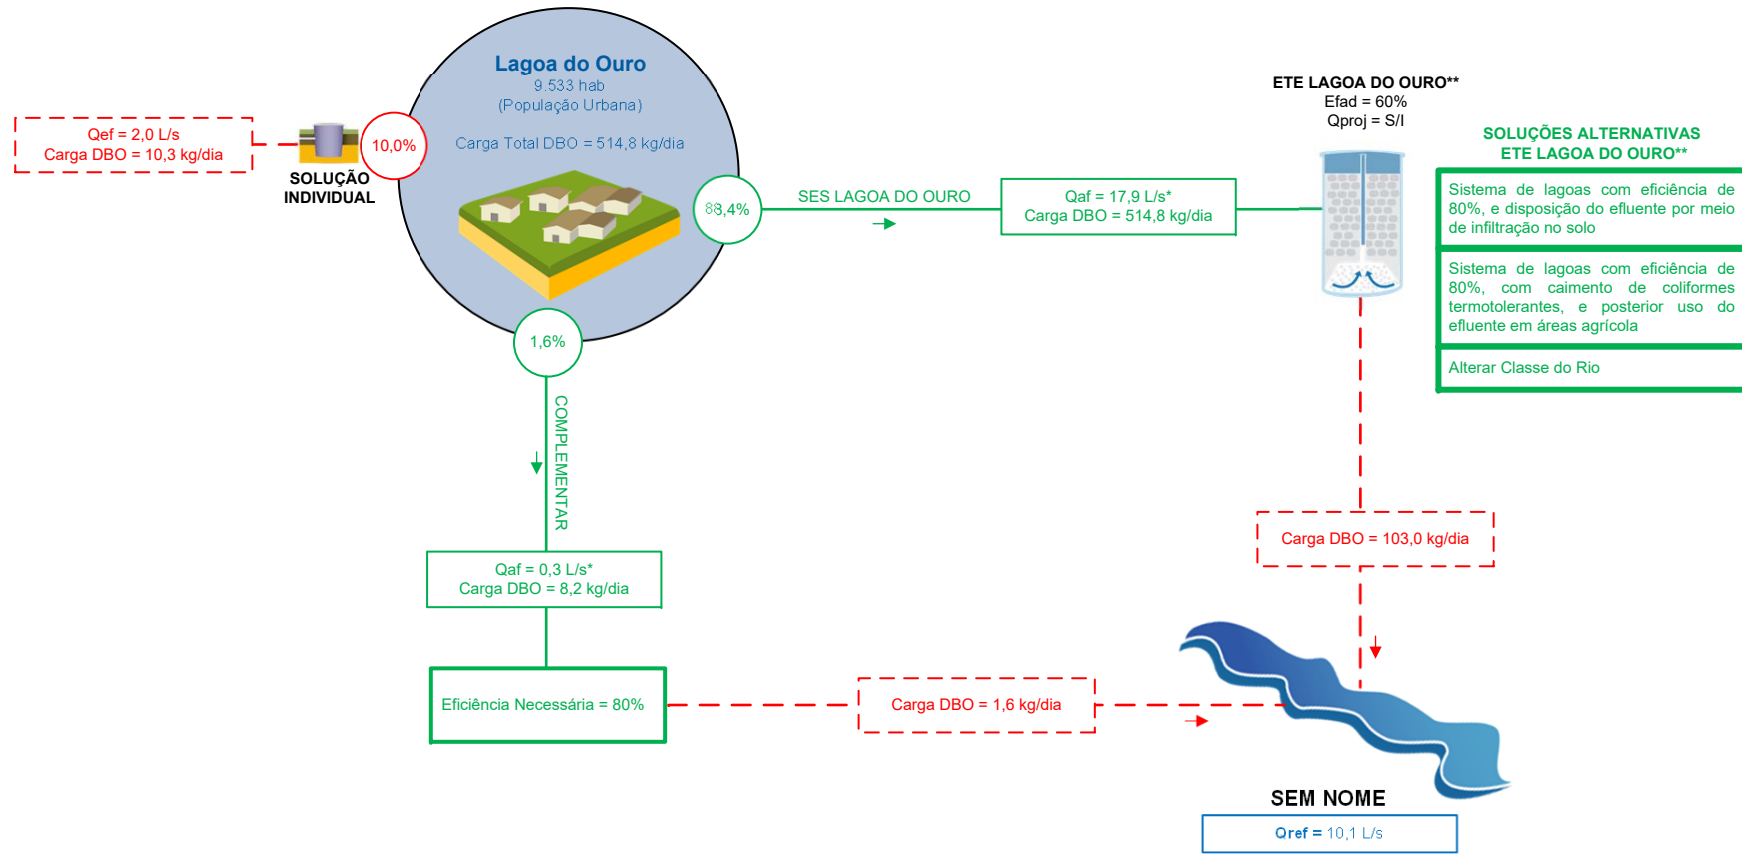 Lagoa do Ouro
9.533 hab
(População Urbana)
Carga Total DBO = 514,8 kg/dia
Qef = 2,0 L/s
Carga DBO = 10,3 kg/dia
SOLUÇÃO
INDIVIDUAL
10,0%
88,4%
SES LAGOA DO OURO
Qaf = 17,9 L/s*
Carga DBO = 514,8 kg/dia
ETE LAGOA DO OURO**
Efad = 60%
Qproj = S/I
SOLUÇÕES ALTERNATIVAS
ETE LAGOA DO OURO**
Sistema de lagoas com eficiência de
80%, e disposição do efluente por meio
de infiltração no solo
Sistema de lagoas com eficiência de
80%, com caimento de coliformes
termotolerantes, e posterior uso do
efluente em áreas agrícola
Alterar Classe do Rio
1,6%
COMPLEMENTAR
Qaf = 0,3 L/s*
Carga DBO = 8,2 kg/dia
Eficiência Necessária = 80%
Carga DBO = 1,6 kg/dia
Carga DBO = 103,0 kg/dia
SEM NOME
Qref = 10,1 L/s